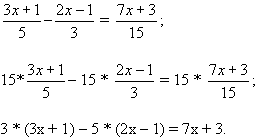 (3x + 1)/5 − (2x − 1)/3 = (7x + 3)/15;
15* (3x + 1)/5 − 15 * (2x − 1)/3 = 15 * (7x + 3)/15;
3 * (3x + 1) – 5 * (2x – 1) = 7x + 3.